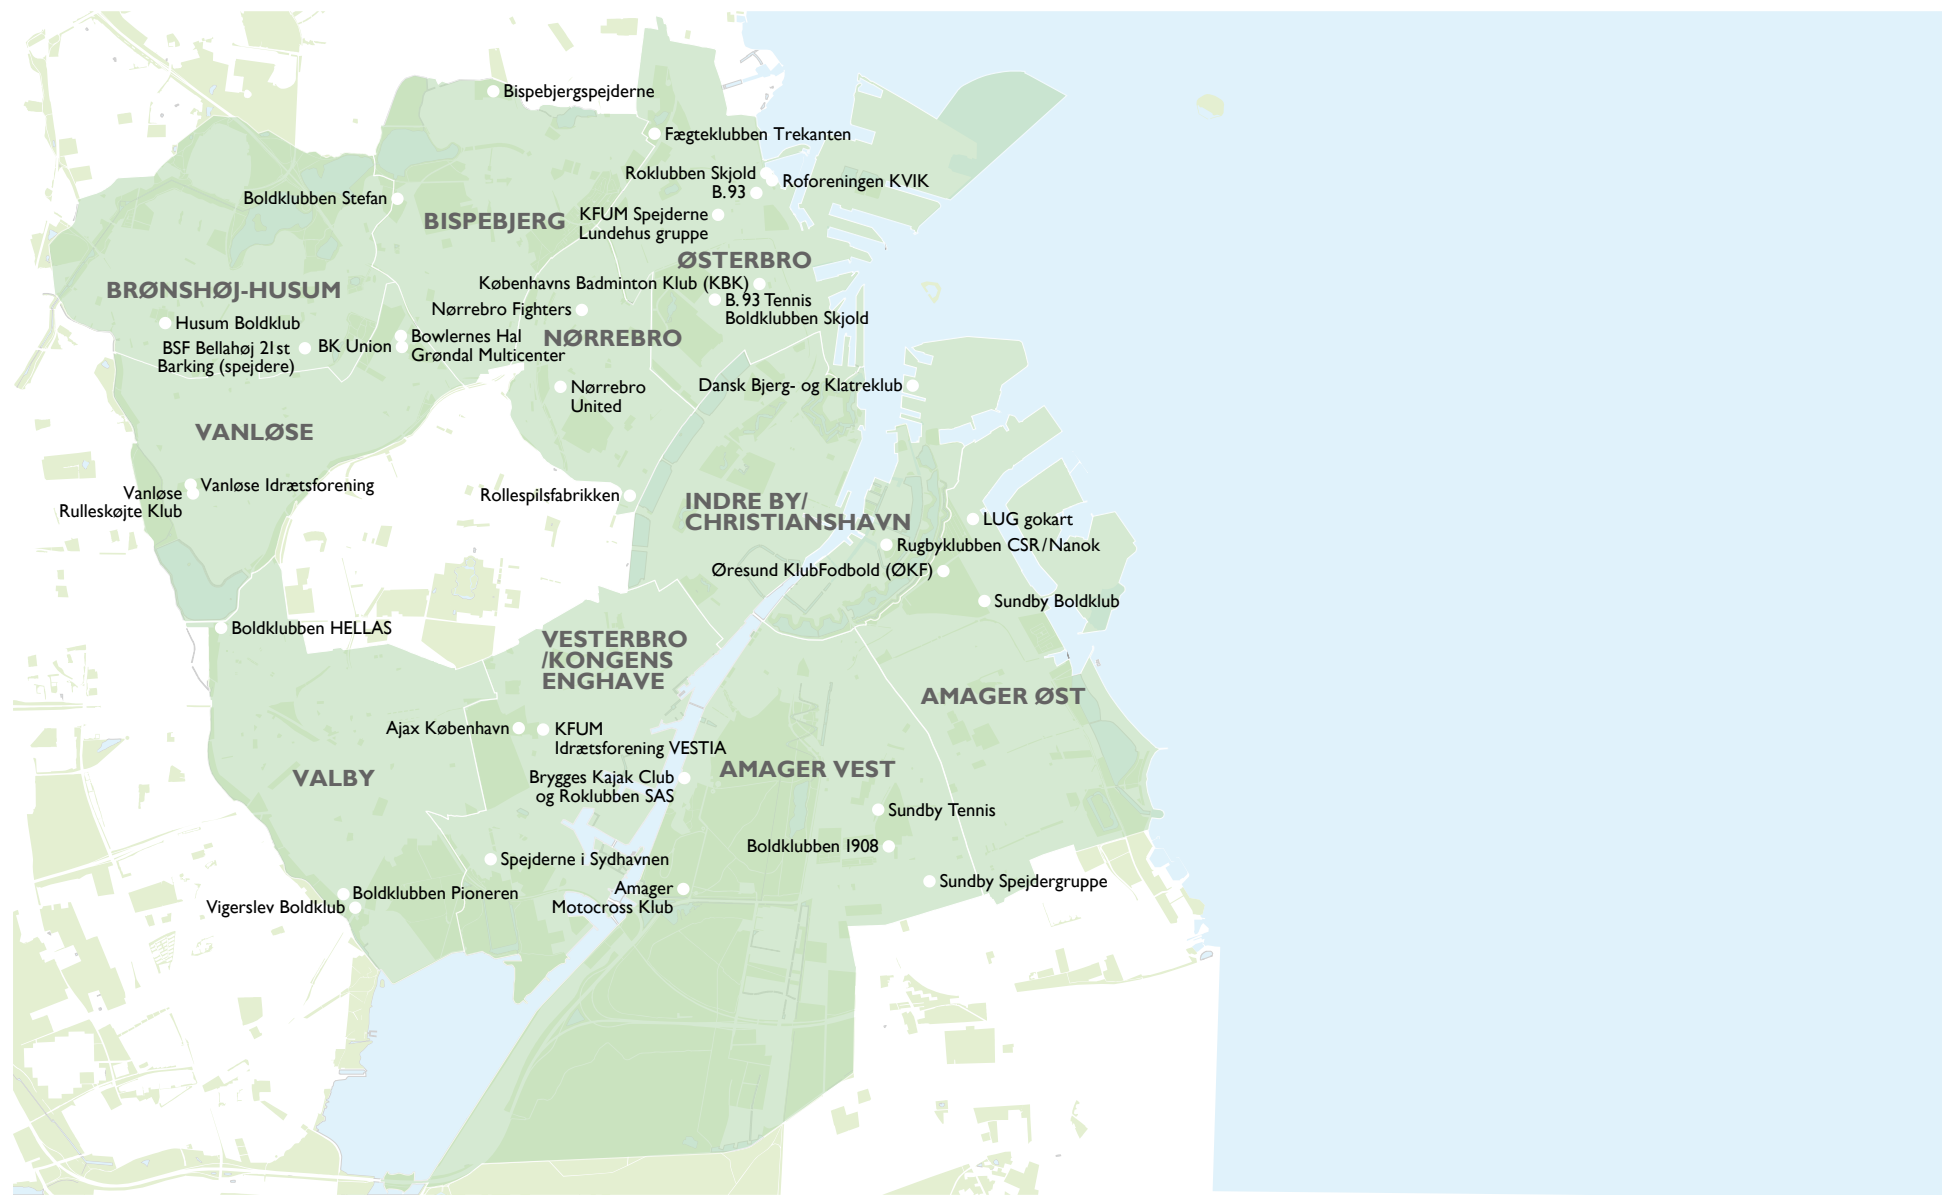 Bispebjergspejderne
Fægteklubben Trekanten
Roklubben Skjold
Roforeningen KVIK
B.93
Boldklubben Stefan
KFUM Spejderne
Lundehus gruppe
BISPEBJERG
ØSTERBRO
Københavns Badminton Klub (KBK)
BRØNSHØJ-HUSUM
B.93 Tennis
Boldklubben Skjold
Nørrebro Fighters
Husum Boldklub
NØRREBRO
Bowlernes Hal
Grøndal Multicenter
BK Union
BSF Bellahøj 21st
Barking (spejdere)
Nørrebro
United
Dansk Bjerg- og Klatreklub
VANLØSE
Vanløse Idrætsforening
Vanløse
Rulleskøjte Klub
Rollespilsfabrikken
INDRE BY/
CHRISTIANSHAVN
LUG gokart
Rugbyklubben CSR/Nanok
Øresund KlubFodbold (ØKF)
Sundby Boldklub
Boldklubben HELLAS
VESTERBRO
/KONGENS
ENGHAVE
AMAGER ØST
Ajax København
KFUM
Idrætsforening VESTIA
VALBY
AMAGER VEST
Brygges Kajak Club
og Roklubben SAS
Sundby Tennis
Boldklubben 1908
Spejderne i Sydhavnen
Sundby Spejdergruppe
Amager
Motocross Klub
Boldklubben Pioneren
Vigerslev Boldklub